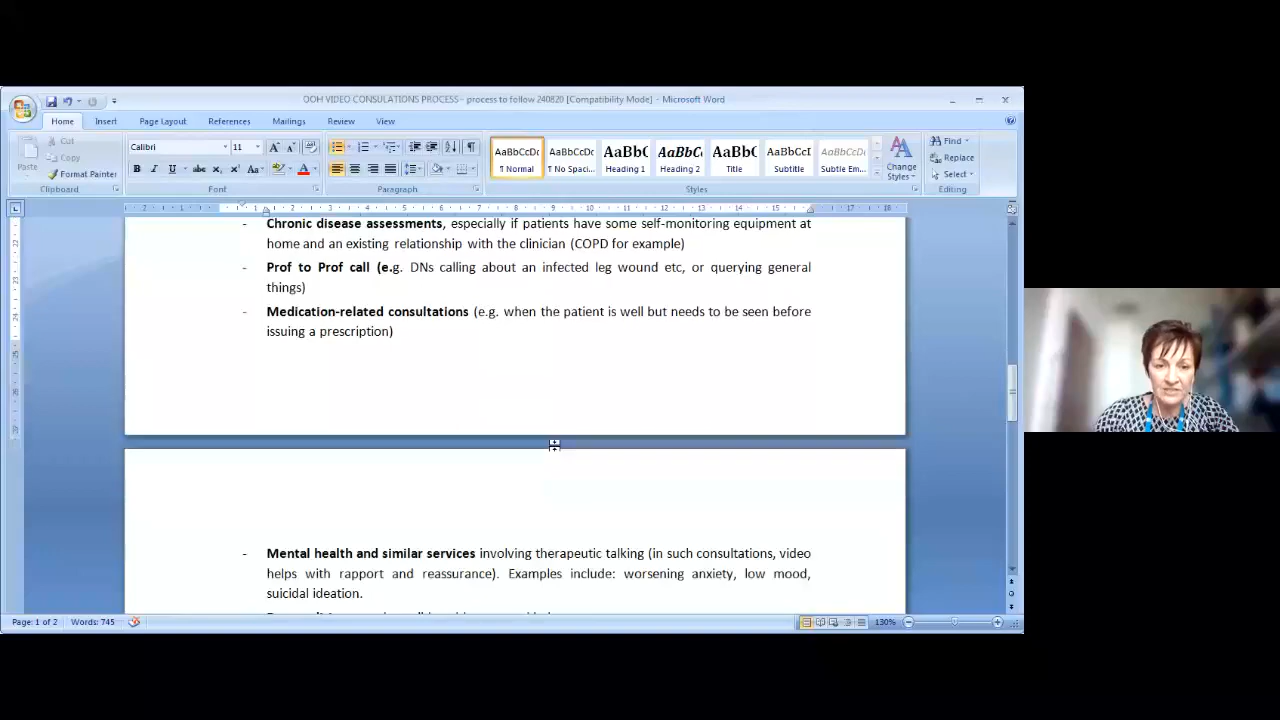 OOH VIDEO CONSULATIONS PROCESS– process to follow 240820 [Compatibility Mode] - Microsoft Word
Home Insert Page Layout References Mailings Review View
Cut
Copy
Format Painter
Paste
Clipboard
Calibri 11
Font
Paragraph
AaBbCcDc AaBbCcDc AaBbC AaBbCc AaBbC AaBbCcI AaBbCcDc
¶ Normal ¶ No Spaci... Heading 1 Heading 2 Title Subtitle Subtle Em...
Change Styles
Styles
Find
Replace
Select
Editing
- Chronic disease assessments, especially if patients have some self-monitoring equipment at
home and an existing relationship with the clinician (COPD for example)
- Prof to Prof call (e.g. DNs calling about an infected leg wound etc, or querying general
things)
- Medication-related consultations (e.g. when the patient is well but needs to be seen before
issuing a prescription)
- Mental health and similar services involving therapeutic talking (in such consultations, video
helps with rapport and reassurance). Examples include: worsening anxiety, low mood,
suicidal ideation.
Page: 1 of 2 Words: 745 130%